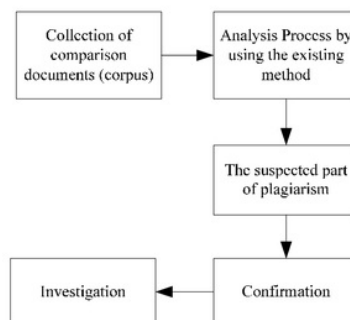 Collection of
comparison
documents (corpus)
Analysis Process by
using the existing
method
The suspected part
of plagiarism
Confirmation
Investigation